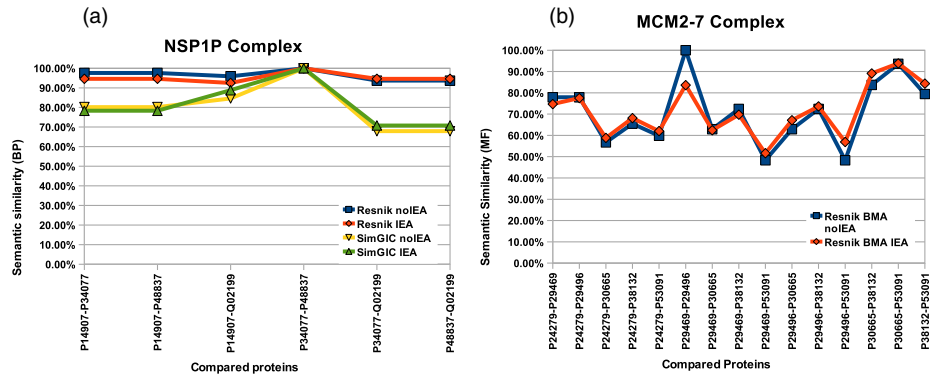 (a)
NSP1P Complex
Semantic similarity (BP)
100.00%
90.00%
80.00%
70.00%
60.00%
50.00%
40.00%
30.00%
20.00%
10.00%
0.00%
Resnik noIEA
Resnik IEA
SimGIC noIEA
SimGIC IEA
P14907-P34077
P14907-P48837
P14907-Q02199
P34077-P48837
P34077-Q02199
P48837-Q02199
Compared proteins
(b)
MCM2-7 Complex
Semantic Similarity (MF)
100.00%
90.00%
80.00%
70.00%
60.00%
50.00%
40.00%
30.00%
20.00%
10.00%
0.00%
Resnik BMA
noIEA
Resnik BMA IEA
P24279-P29469
P24279-P29496
P24279-P30665
P24279-P38132
P24279-P53091
P29469-P29496
P29469-P30665
P29469-P38132
P29469-P53091
P29496-P30665
P29496-P38132
P29496-P53091
P30665-P38132
P30665-P53091
P38132-P53091
Compared Proteins